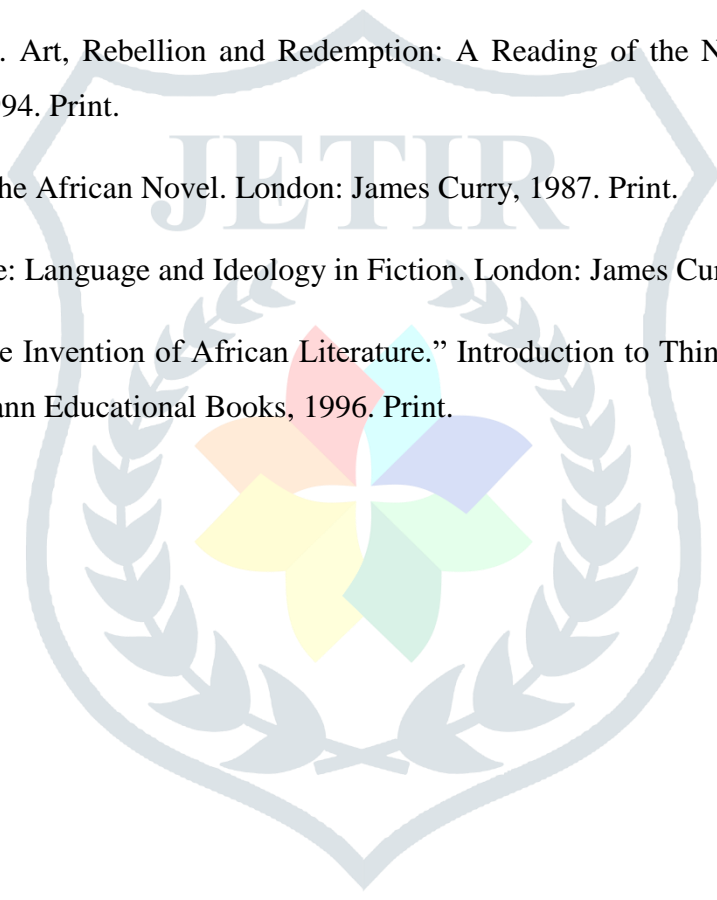 . Art, Rebellion and Redemption: A Reading of the N
94. Print.
he African Novel. London: James Curry, 1987. Print.
e: Language and Ideology in Fiction. London: James Cur
e Invention of African Literature.” Introduction to Thin
ann Educational Books, 1996. Print.
JETIR